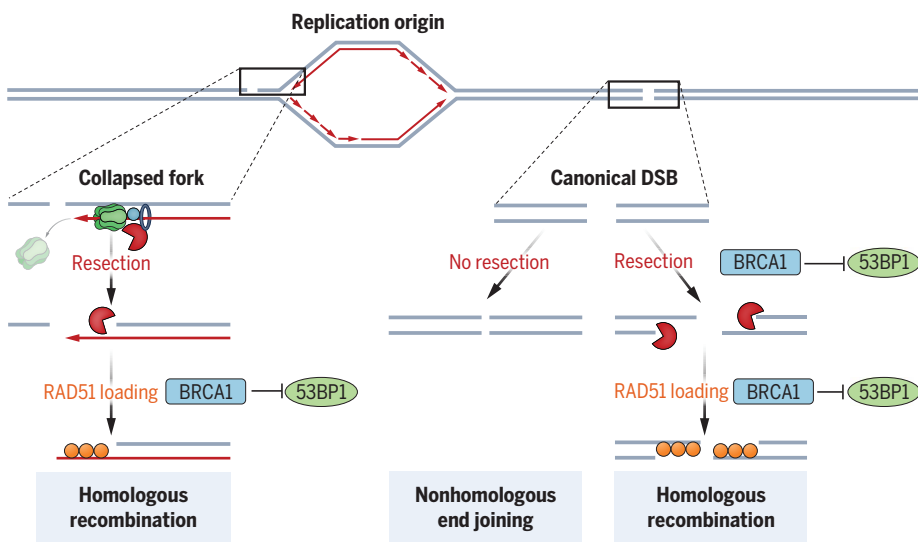 Replication origin
Collapsed fork
Canonical DSB
Resection
No resection
Resection
BRCA1
53BP1
RAD51 loading
BRCA1
53BP1
RAD51 loading
BRCA1
53BP1
Homologous
recombination
Nonhomologous
end joining
Homologous
recombination